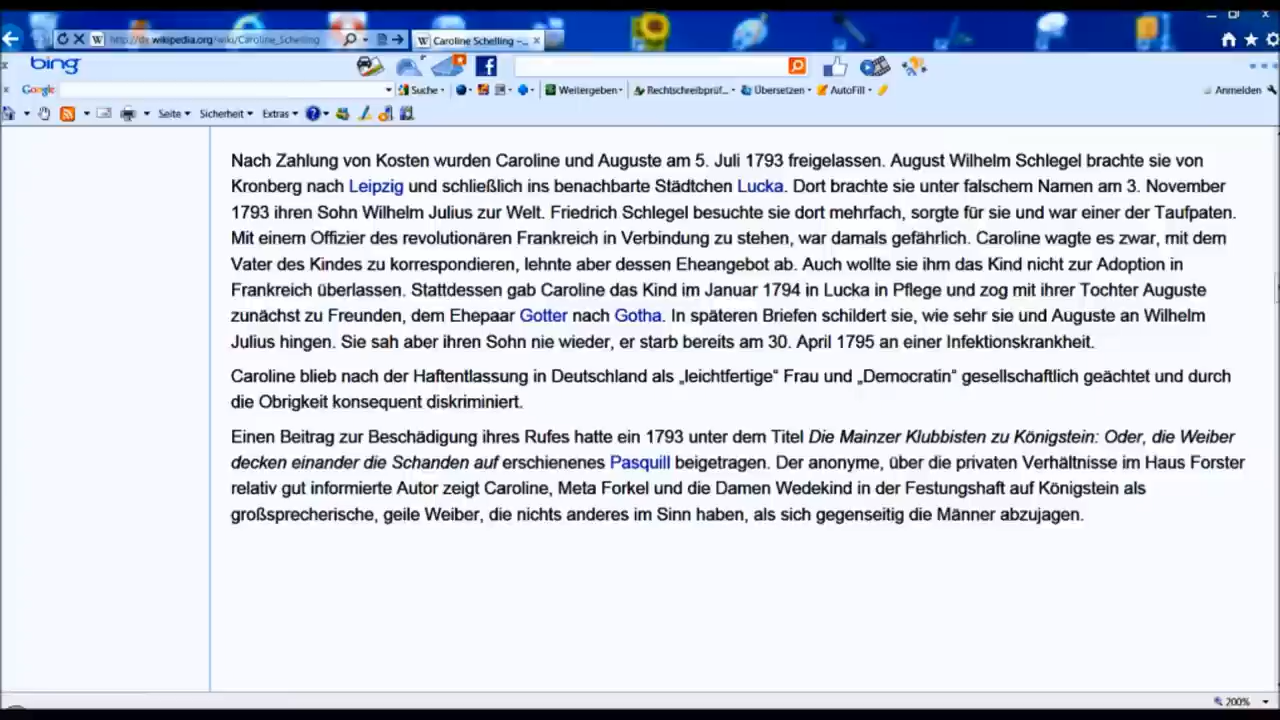 http://de.wikipedia.org/wiki/Caroline_Schelling
W Caroline Schelling –...
bing
Google
Suche
Weitergeben
Rechtschreibprüf...
Übersetzen
AutoFill
Anmelden
Seite
Sicherheit
Extras
Nach Zahlung von Kosten wurden Caroline und Auguste am 5. Juli 1793 freigelassen. August Wilhelm Schlegel brachte sie von
Kronberg nach Leipzig und schließlich ins benachbarte Städtchen Lucka. Dort brachte sie unter falschem Namen am 3. November
1793 ihren Sohn Wilhelm Julius zur Welt. Friedrich Schlegel besuchte sie dort mehrfach, sorgte für sie und war einer der Taufpaten.
Mit einem Offizier des revolutionären Frankreich in Verbindung zu stehen, war damals gefährlich. Caroline wagte es zwar, mit dem
Vater des Kindes zu korrespondieren, lehnte aber dessen Eheangebot ab. Auch wollte sie ihm das Kind nicht zur Adoption in
Frankreich überlassen. Stattdessen gab Caroline das Kind im Januar 1794 in Lucka in Pflege und zog mit ihrer Tochter Auguste
zunächst zu Freunden, dem Ehepaar Gotter nach Gotha. In späteren Briefen schildert sie, wie sehr sie und Auguste an Wilhelm
Julius hingen. Sie sah aber ihren Sohn nie wieder, er starb bereits am 30. April 1795 an einer Infektionskrankheit.
Caroline blieb nach der Haftentlassung in Deutschland als „leichtfertige“ Frau und „Democratin“ gesellschaftlich geächtet und durch
die Obrigkeit konsequent diskriminiert.
Einen Beitrag zur Beschädigung ihres Rufes hatte ein 1793 unter dem Titel Die Mainzer Klubbisten zu Königstein: Oder, die Weiber
decken einander die Schanden auf erschienenes Pasquill beigetragen. Der anonyme, über die privaten Verhältnisse im Haus Forster
relativ gut informierte Autor zeigt Caroline, Meta Forkel und die Damen Wedekind in der Festungshaft auf Königstein als
großsprecherische, geile Weiber, die nichts anderes im Sinn haben, als sich gegenseitig die Männer abzujagen.
200%